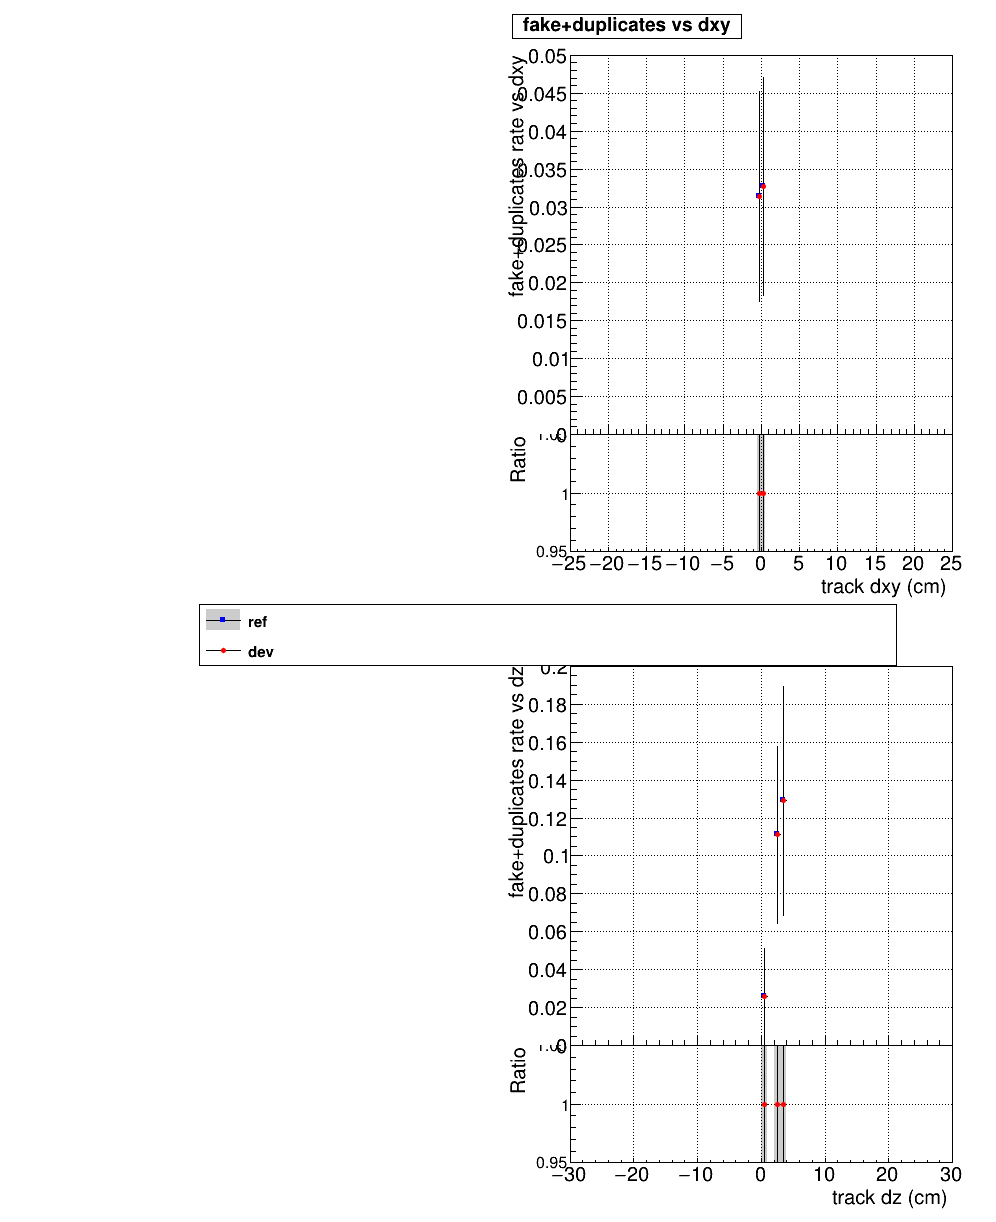 fake+duplicates vs dxy
fake+duplicates rate vs dxy
0.05
0.045
0.04
0.035
0.03
0.025
0.02
0.015
0.01
0.005
0
Ratio
1
0.95
−25 −20 −15 −10 −5 0 5 10 15 20 25
track dxy (cm)
ref
dev
fake+duplicates rate vs dz
0.2
0.18
0.16
0.14
0.12
0.1
0.08
0.06
0.04
0.02
0
Ratio
1
0.95
−30 −20 −10 0 10 20 30
track dz (cm)